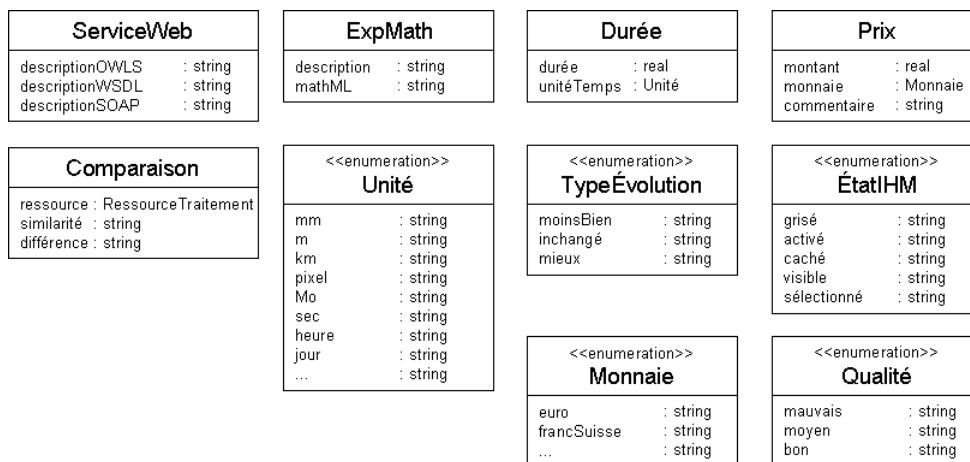 ServiceWeb
descriptionOWLS : string
descriptionWSDL : string
descriptionSOAP : string
ExpMath
description : string
mathML : string
Durée
durée : real
unitéTemps : Unité
Prix
montant : real
monnaie : Monnaie
commentaire : string
Comparaison
ressource : RessourceTraitement
similarité : string
différence : string
<<enumeration>>
Unité
mm : string
m : string
km : string
pixel : string
Mo : string
sec : string
heure : string
jour : string
... : string
<<enumeration>>
TypeÉvolution
moinsBien : string
inchangé : string
mieux : string
<<enumeration>>
ÉtatIHM
grisé : string
activé : string
caché : string
visible : string
sélectionné : string
<<enumeration>>
Monnaie
euro : string
francSuisse : string
... : string
<<enumeration>>
Qualité
mauvais : string
moyen : string
bon : string